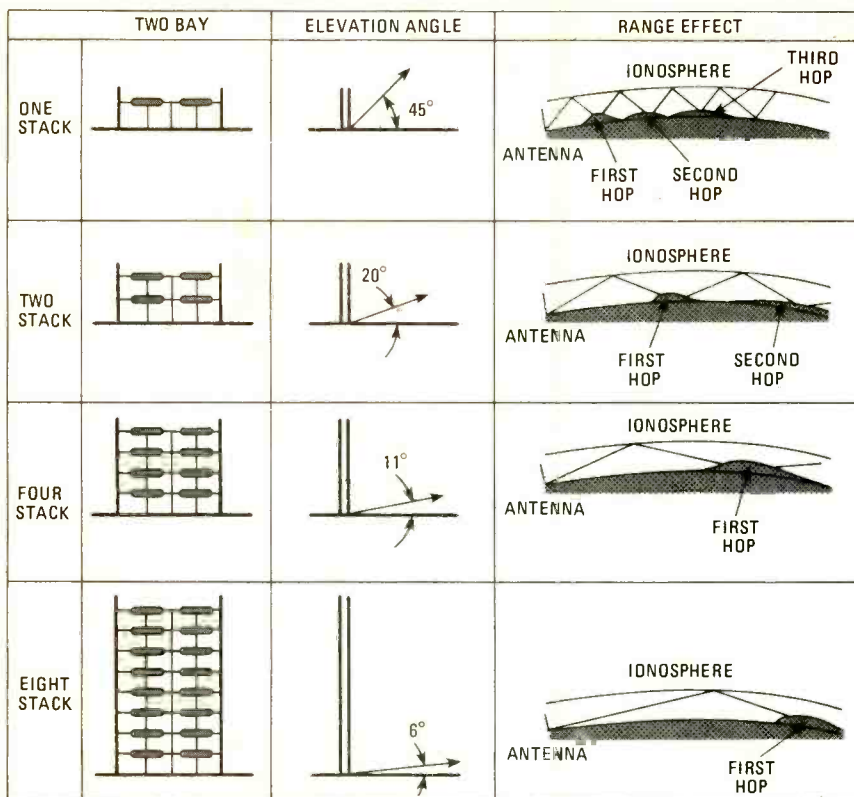 TWO BAY
ELEVATION ANGLE
RANGE EFFECT
ONE
STACK
45°
IONOSPHERE
THIRD
HOP
ANTENNA
FIRST
HOP
SECOND
HOP
TWO
STACK
20°
IONOSPHERE
ANTENNA
FIRST
HOP
SECOND
HOP
FOUR
STACK
11°
IONOSPHERE
ANTENNA
FIRST
HOP
EIGHT
STACK
6°
IONOSPHERE
ANTENNA
FIRST
HOP